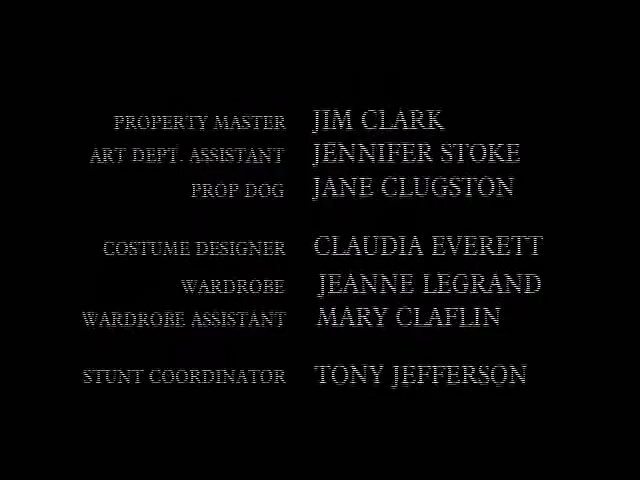 PROPERTY MASTER JIM CLARK
ART DEPT. ASSISTANT JENNIFER STOKE
PROP DOG JANE CLUGSTON
COSTUME DESIGNER CLAUDIA EVERETT
WARDROBE JEANNE LEGRAND
WARDROBE ASSISTANT MARY CLAFLIN
STUNT COORDINATOR TONY JEFFERSON